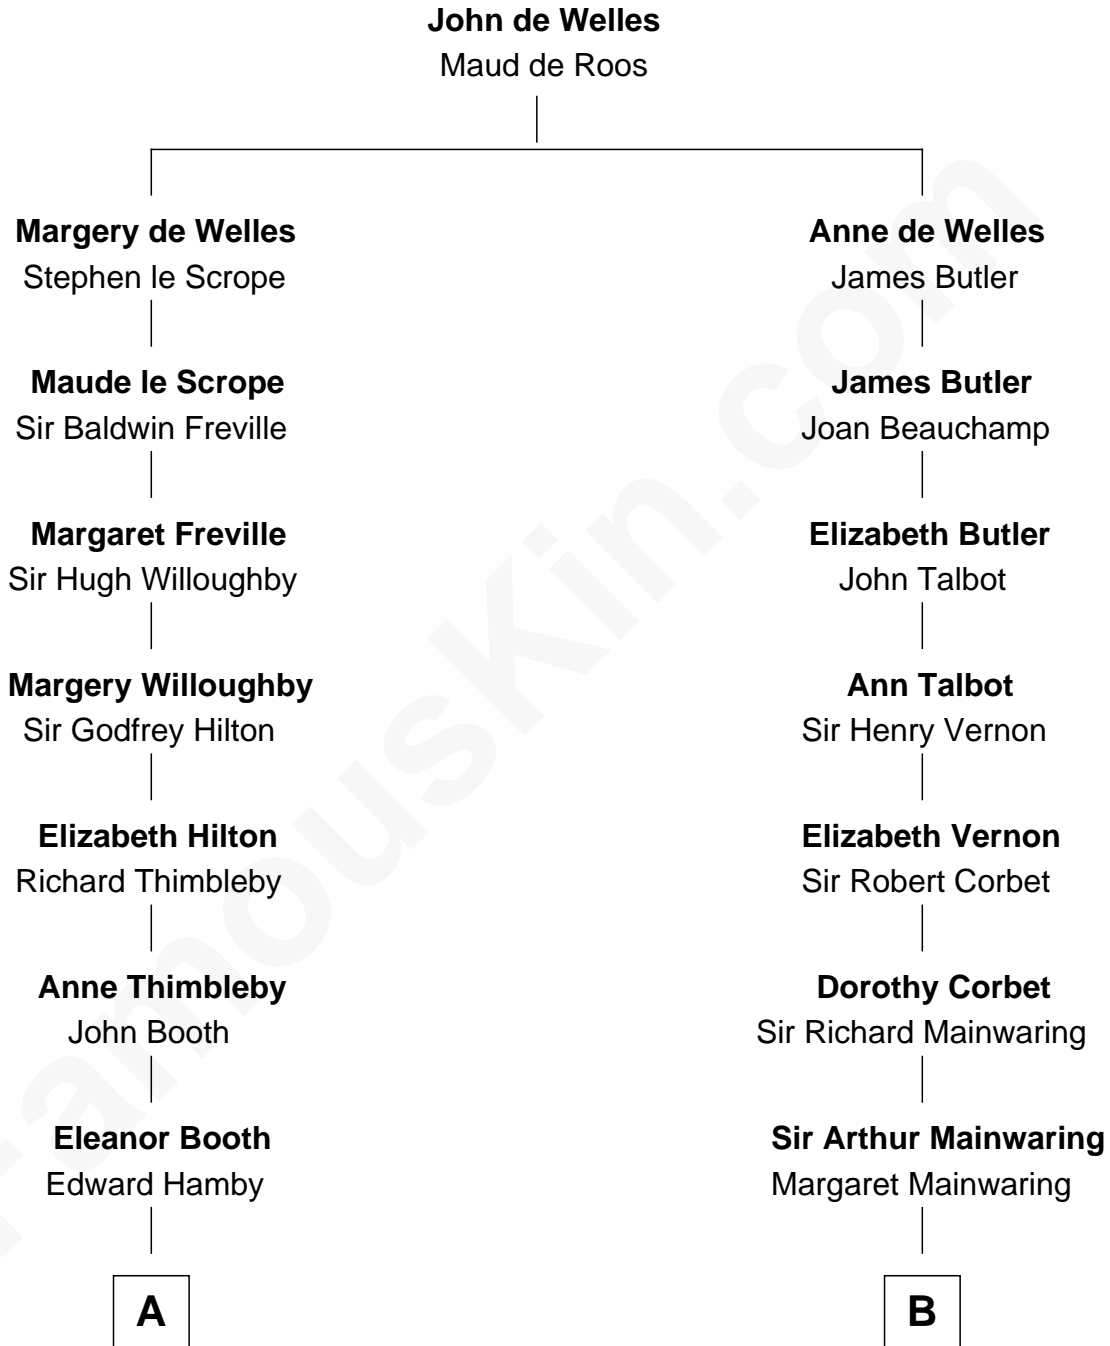 John de Welles
Maud de Roos
Margery de Welles
Stephen le Scrope
Anne de Welles
James Butler
Maude le Scrope
Sir Baldwin Freville
James Butler
Joan Beauchamp
Margaret Freville
Sir Hugh Willoughby
Elizabeth Butler
John Talbot
Margery Willoughby
Sir Godfrey Hilton
Ann Talbot
Sir Henry Vernon
Elizabeth Hilton
Richard Thimbleby
Elizabeth Vernon
Sir Robert Corbet
Anne Thimbleby
John Booth
Dorothy Corbet
Sir Richard Mainwaring
Eleanor Booth
Edward Hamby
Sir Arthur Mainwaring
Margaret Mainwaring
A
B
FamousKin.com